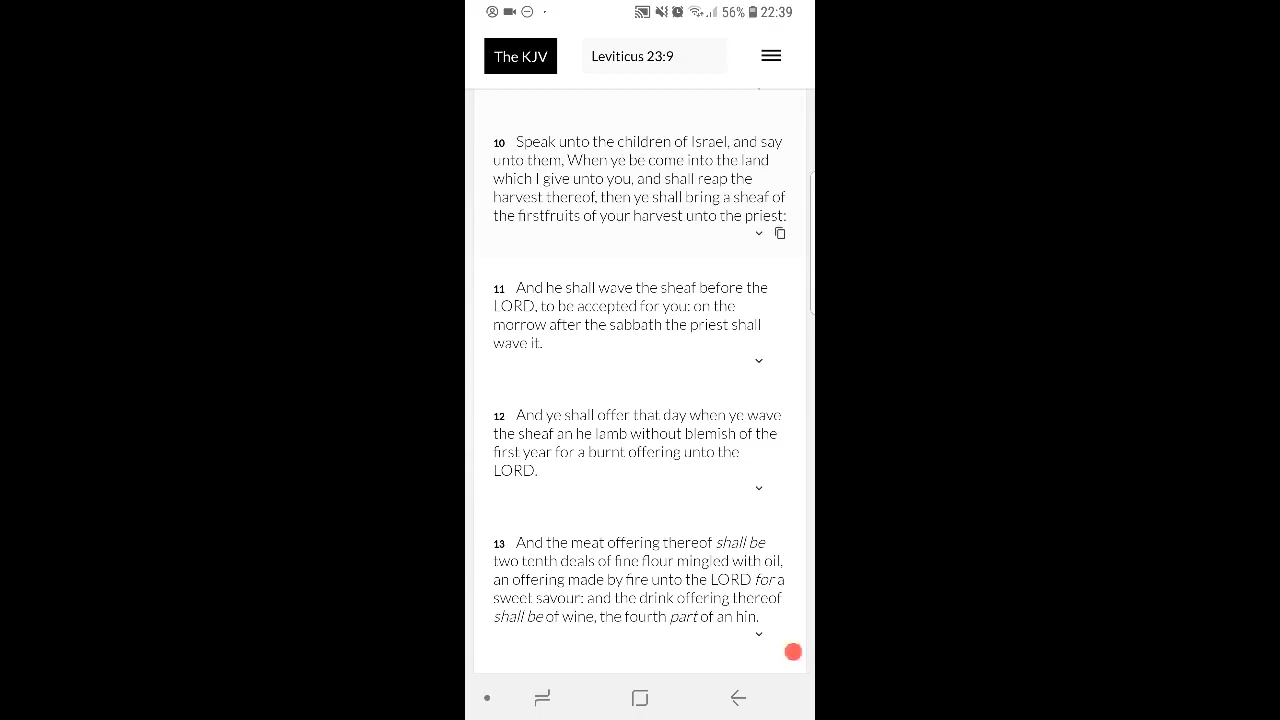 56% 22:39
The KJV
Leviticus 23:9
10 Speak unto the children of Israel, and say
unto them, When ye be come into the land
which I give unto you, and shall reap the
harvest thereof, then ye shall bring a sheaf of
the firstfruits of your harvest unto the priest:
11 And he shall wave the sheaf before the
LORD, to be accepted for you: on the
morrow after the sabbath the priest shall
wave it.
12 And ye shall offer that day when ye wave
the sheaf an he lamb without blemish of the
first year for a burnt offering unto the
LORD.
13 And the meat offering thereof shall be
two tenth deals of fine flour mingled with oil,
an offering made by fire unto the LORD for a
sweet savour: and the drink offering thereof
shall be of wine, the fourth part of an hin.